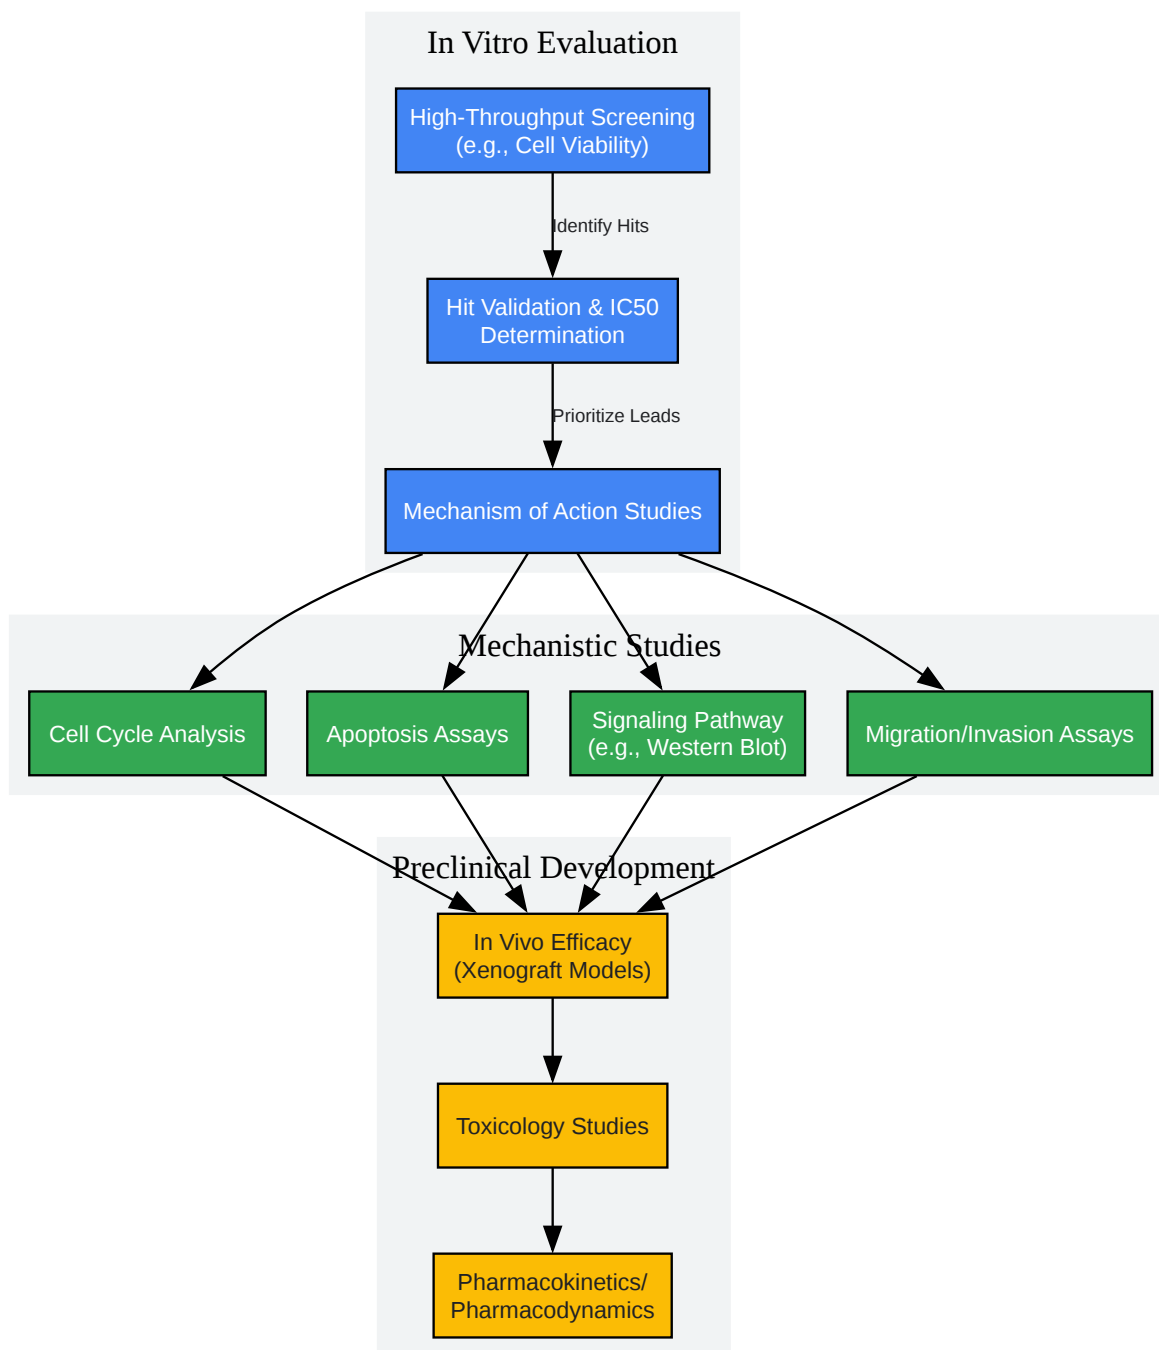 In Vitro Evaluation
High-Throughput Screening
(e.g., Cell Viability)
Identify Hits
Hit Validation & IC50
Determination
Prioritize Leads
Mechanism of Action Studies
Mechanistic Studies
Cell Cycle Analysis
Apoptosis Assays
Signaling Pathway
(e.g., Western Blot)
Migration/Invasion Assays
Preclinical Development
In Vivo Efficacy
(Xenograft Models)
Toxicology Studies
Pharmacokinetics/
Pharmacodynamics